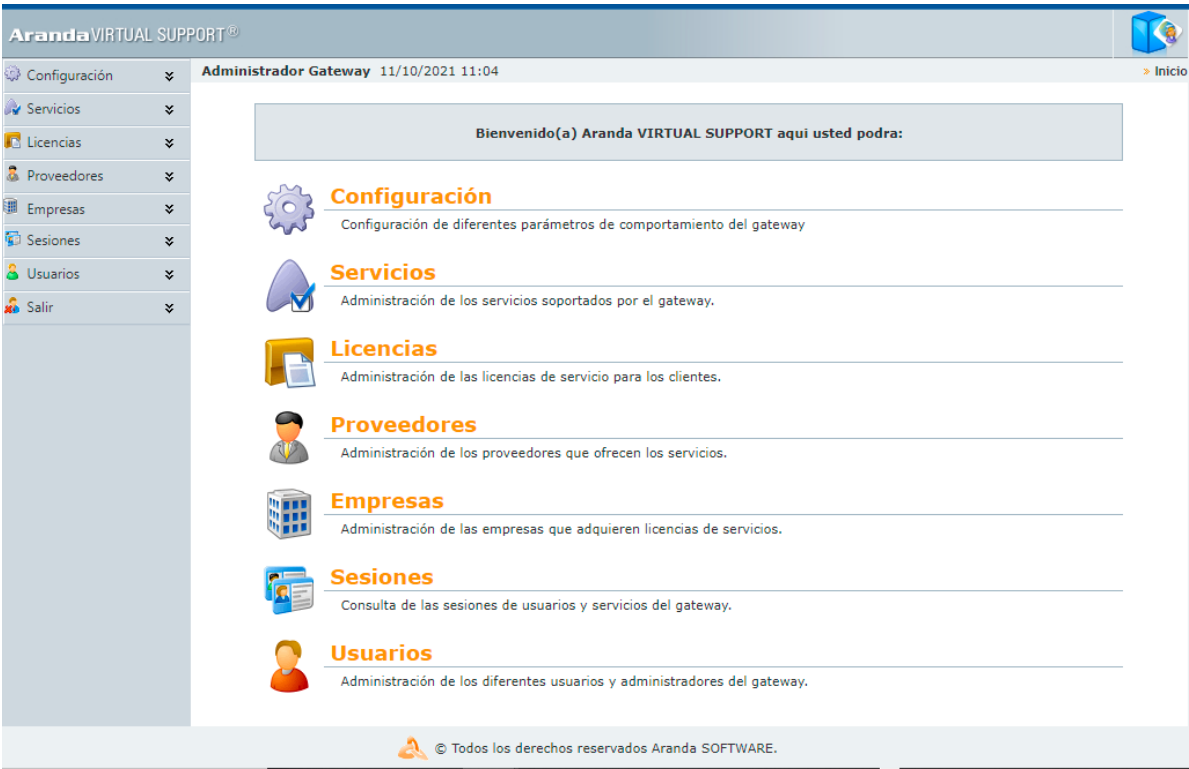 ArandaVIRTUAL SUPPORT®
Configuración
Servicios
Licencias
Proveedores
Empresas
Sesiones
Usuarios
Salir
Administrador Gateway 11/10/2021 11:04
» Inicio
Bienvenido(a) Aranda VIRTUAL SUPPORT aqui usted podra:
Configuración
Configuración de diferentes parámetros de comportamiento del gateway
Servicios
Administración de los servicios soportados por el gateway.
Licencias
Administración de las licencias de servicio para los clientes.
Proveedores
Administración de los proveedores que ofrecen los servicios.
Empresas
Administración de las empresas que adquieren licencias de servicios.
Sesiones
Consulta de las sesiones de usuarios y servicios del gateway.
Usuarios
Administración de los diferentes usuarios y administradores del gateway.
© Todos los derechos reservados Aranda SOFTWARE.